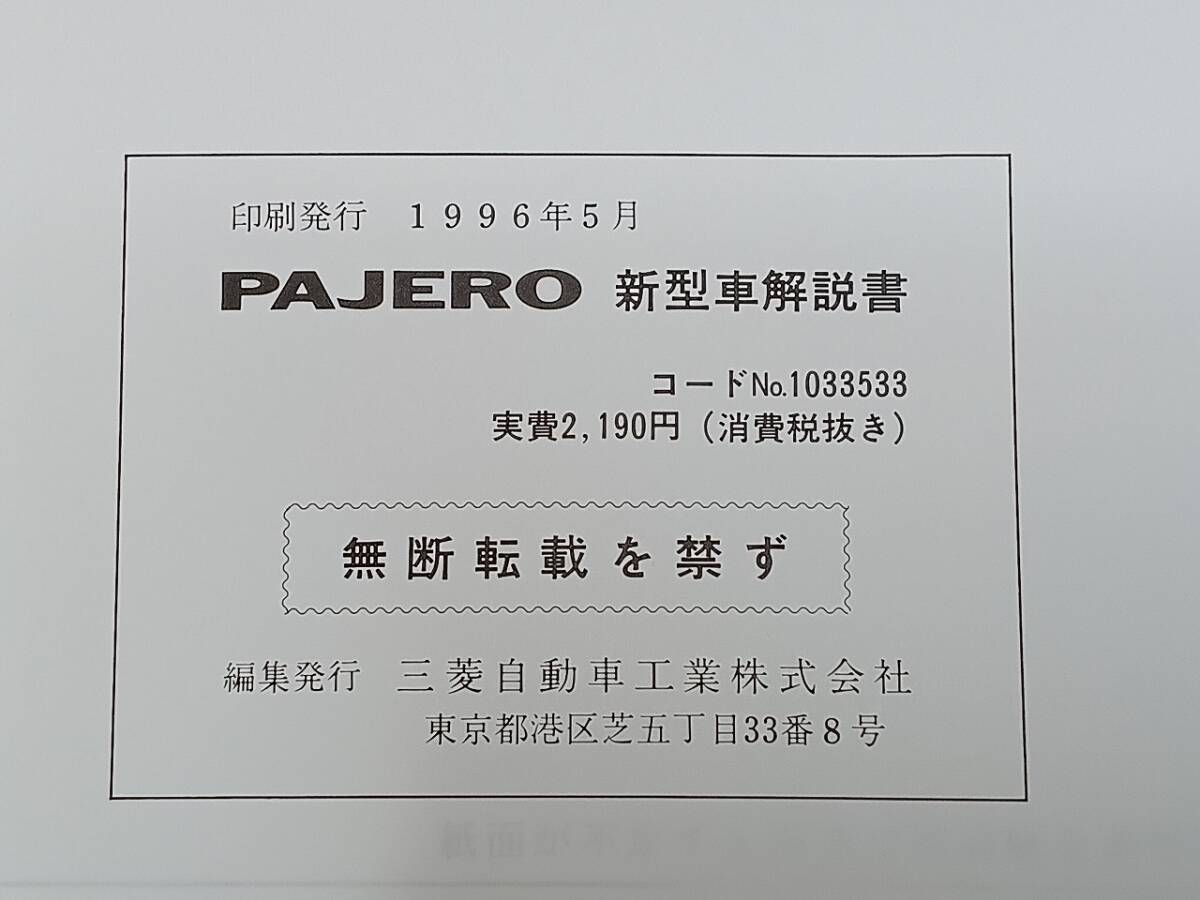 印刷発行 1996年5月
PAJERO 新型車解説書
コードNo.1033533
実費2,190円(消費税抜き)
無断転載を禁ず
編集発行 三菱自動車工業株式会社
東京都港区芝五丁目33番8号